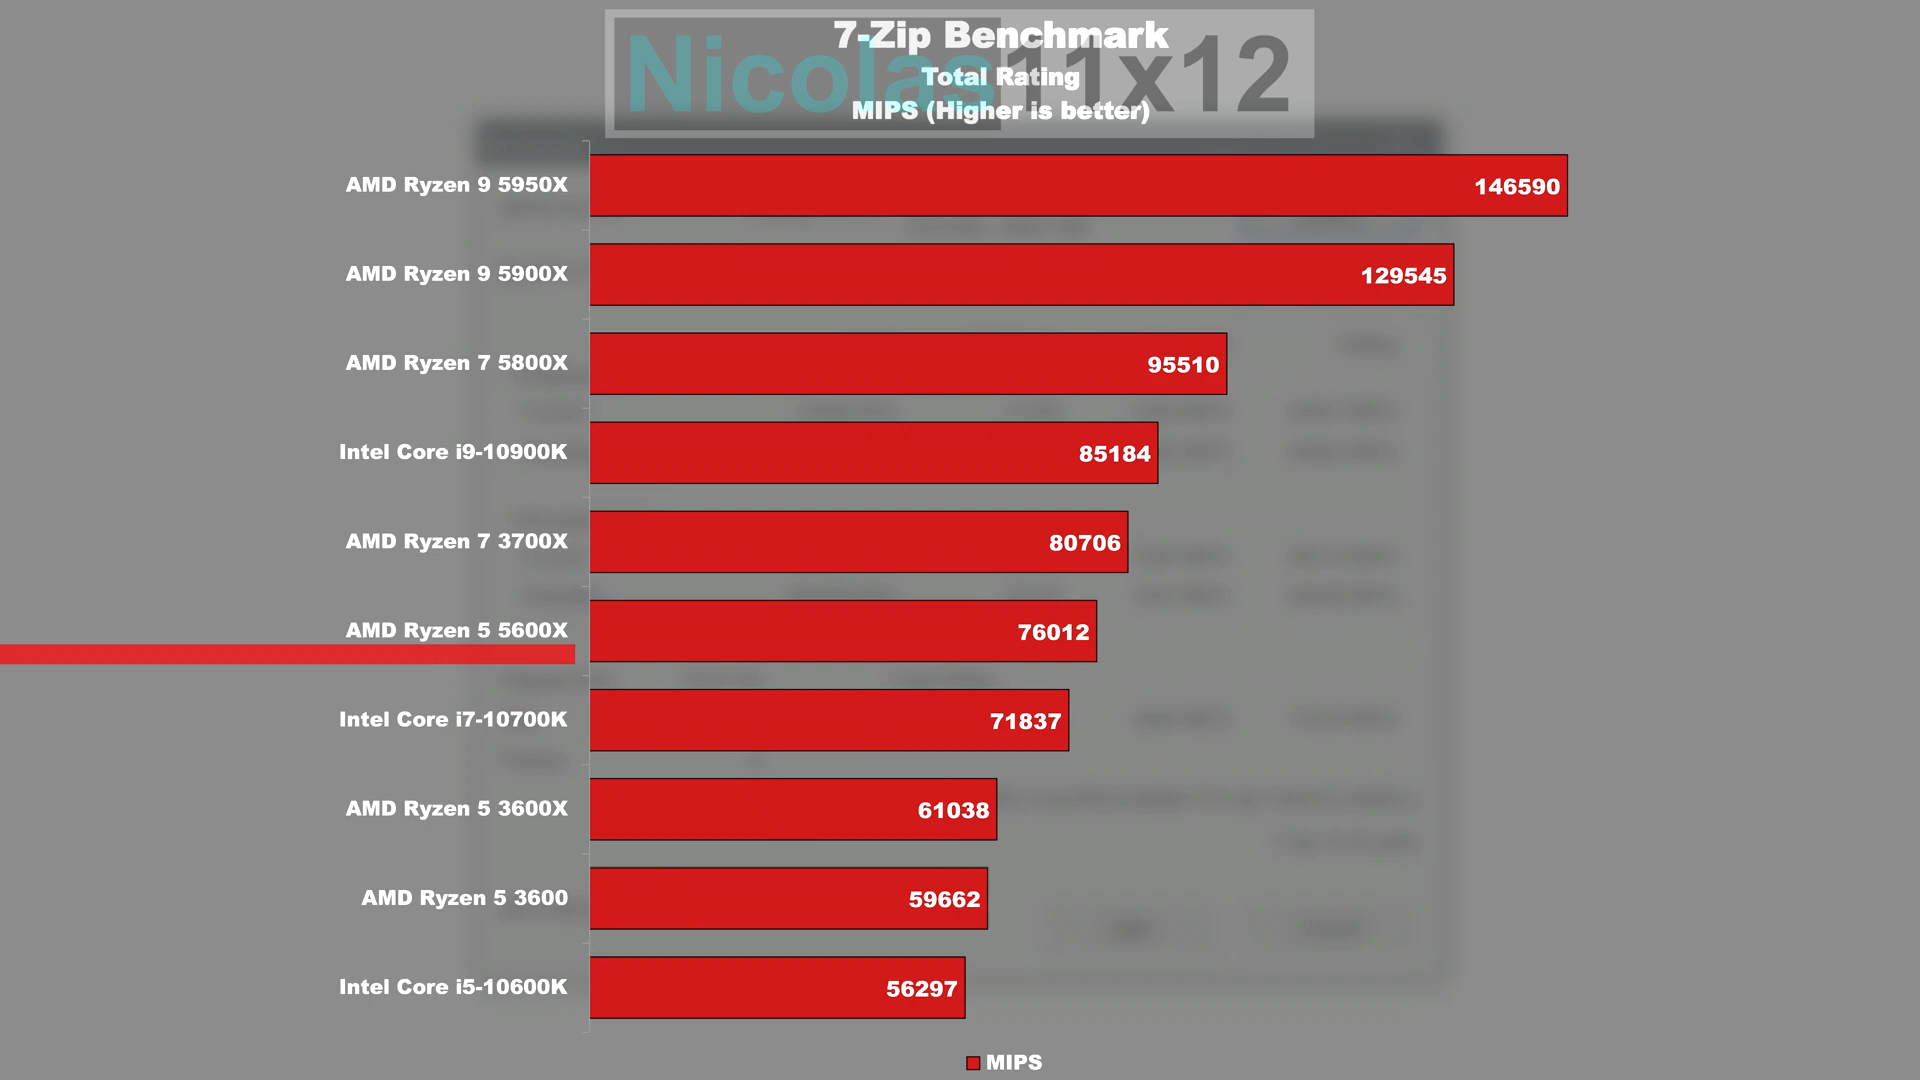 Nicolas11x12
7-Zip Benchmark
Total Rating
MIPS (Higher is better)
AMD Ryzen 9 5950X 146590
AMD Ryzen 9 5900X 129545
AMD Ryzen 7 5800X 95510
Intel Core i9-10900K 85184
AMD Ryzen 7 3700X 80706
AMD Ryzen 5 5600X 76012
Intel Core i7-10700K 71837
AMD Ryzen 5 3600X 61038
AMD Ryzen 5 3600 59662
Intel Core i5-10600K 56297
MIPS